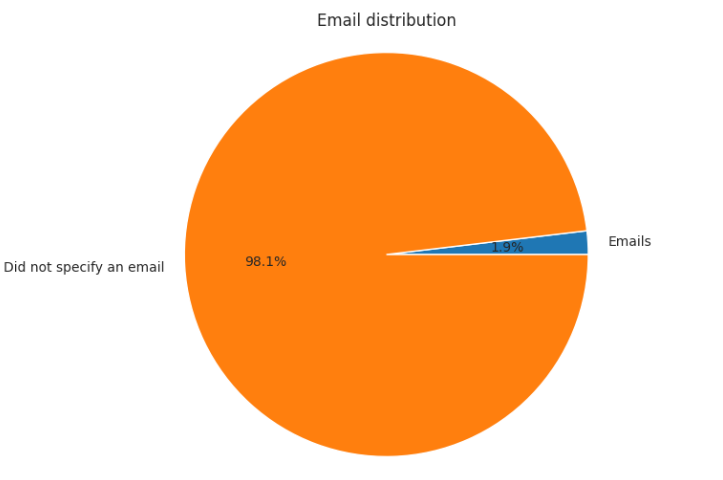 Email distribution
Emails
1.9%
98.1%
Did not specify an email